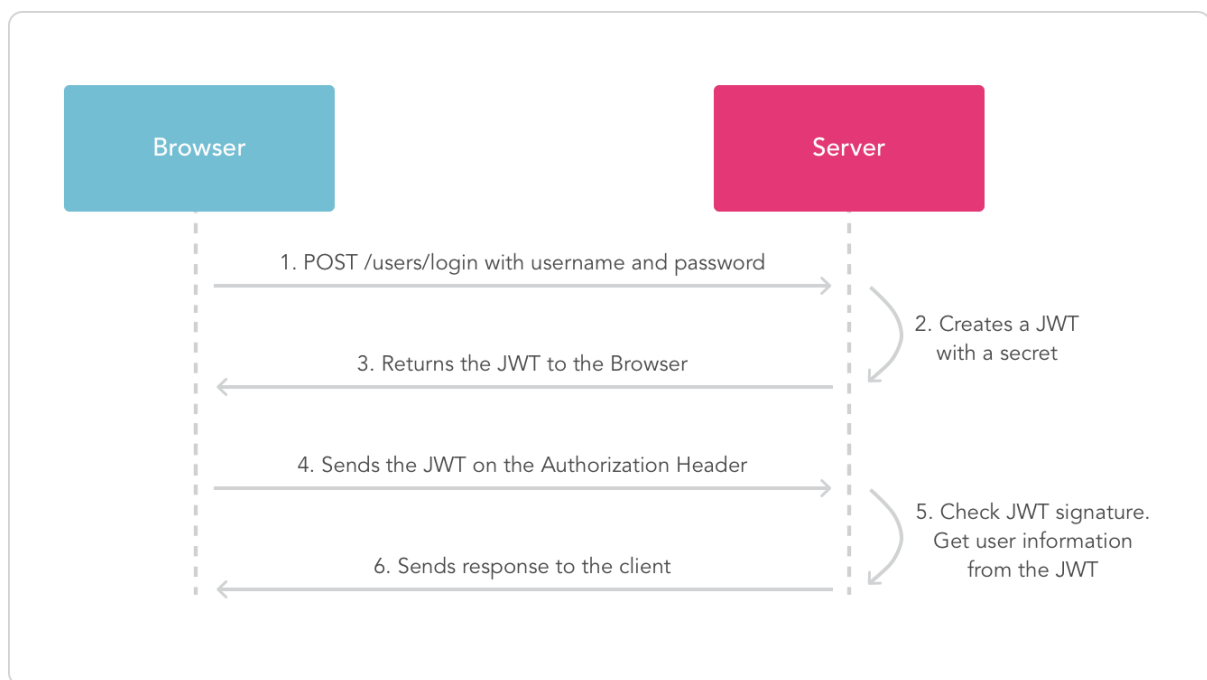 Browser
Server
1. POST /users/login with username and password
2. Creates a JWT
with a secret
3. Returns the JWT to the Browser
4. Sends the JWT on the Authorization Header
5. Check JWT signature.
Get user information
from the JWT
6. Sends response to the client